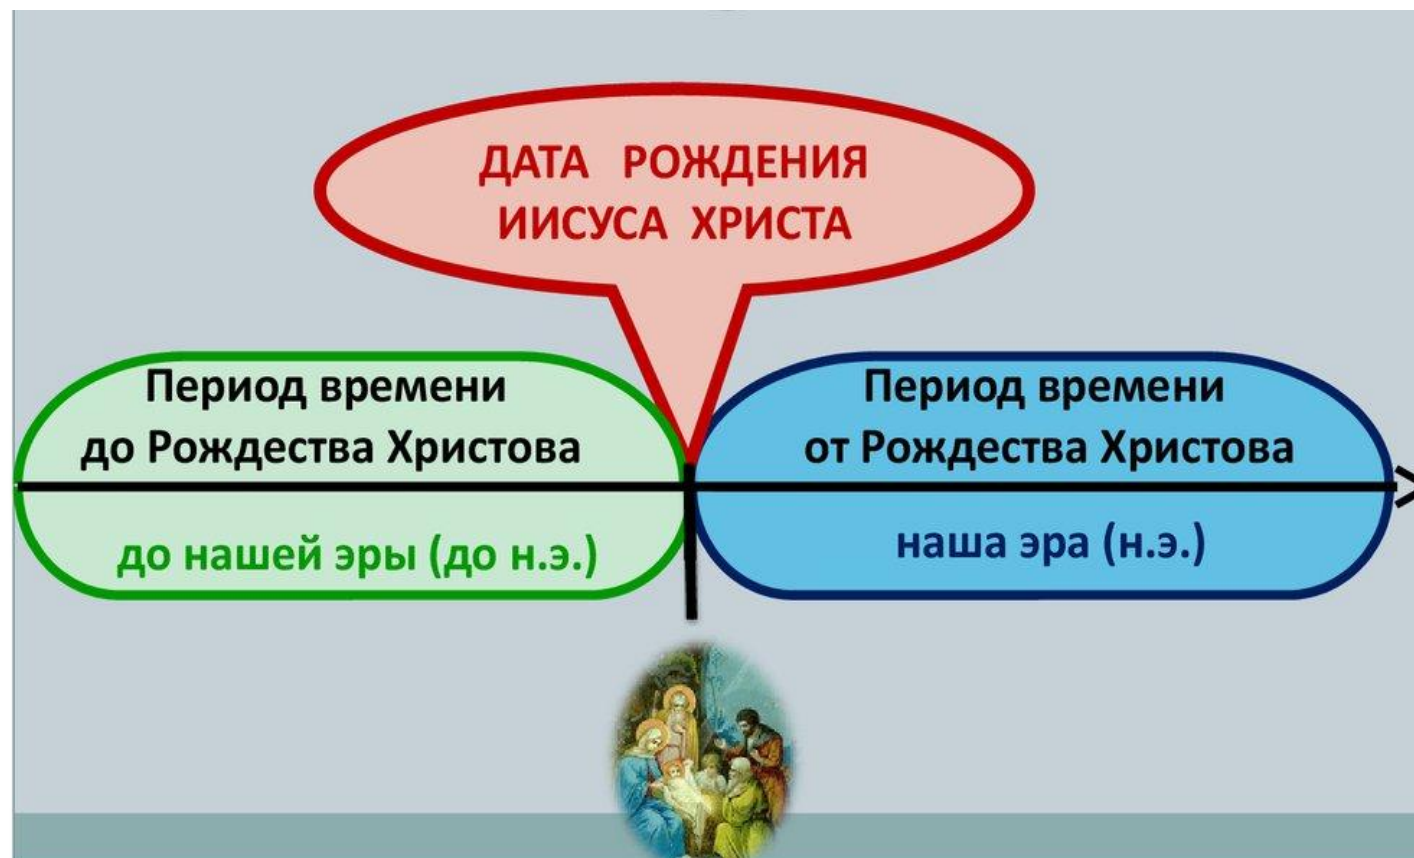 ДАТА РОЖДЕНИЯ
ИИСУСА ХРИСТА
Период времени
до Рождества Христова
до нашей эры (до н.э.)
Период времени
от Рождества Христова
наша эра (н.э.)